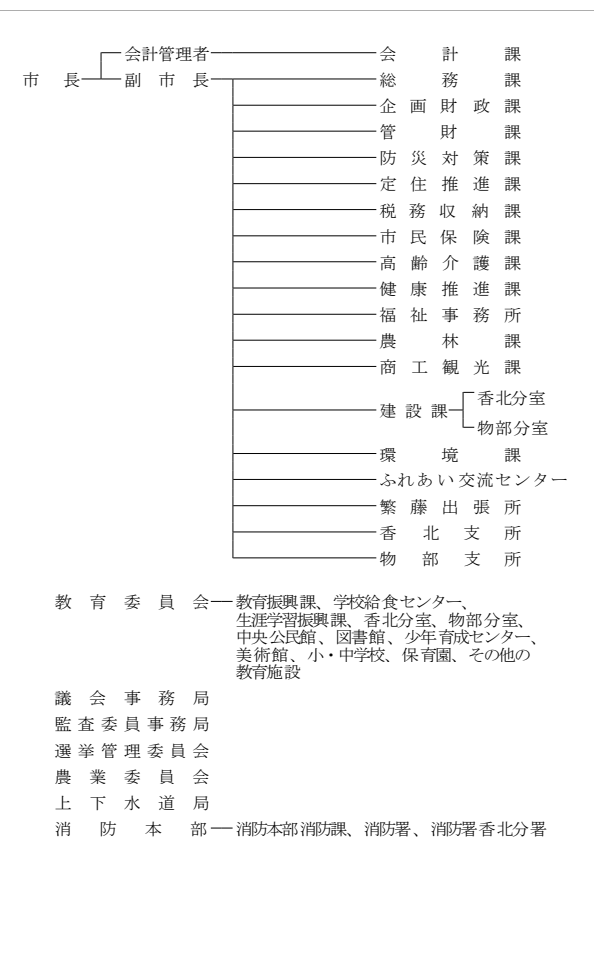 会計管理者 会計課
市長 副市長 総務課
企画財政課
管財課
防災対策課
定住推進課
税務収納課
市民保険課
高齢介護課
健康推進課
福祉事務所
農林課
商工観光課
香北分室
建設課
物部分室
環境課
ふれあい交流センター
繁藤出張所
香北支所
物部支所
教育委員会 教育振興課、学校給食センター、
生涯学習振興課、香北分室、物部分室、
中央公民館、図書館、少年育成センター、
美術館、小・中学校、保育園、その他の
教育施設
議会事務局
監査委員事務局
選挙管理委員会
農業委員会
上下水道局
消防本部 消防本部消防課、消防署、消防署香北分署